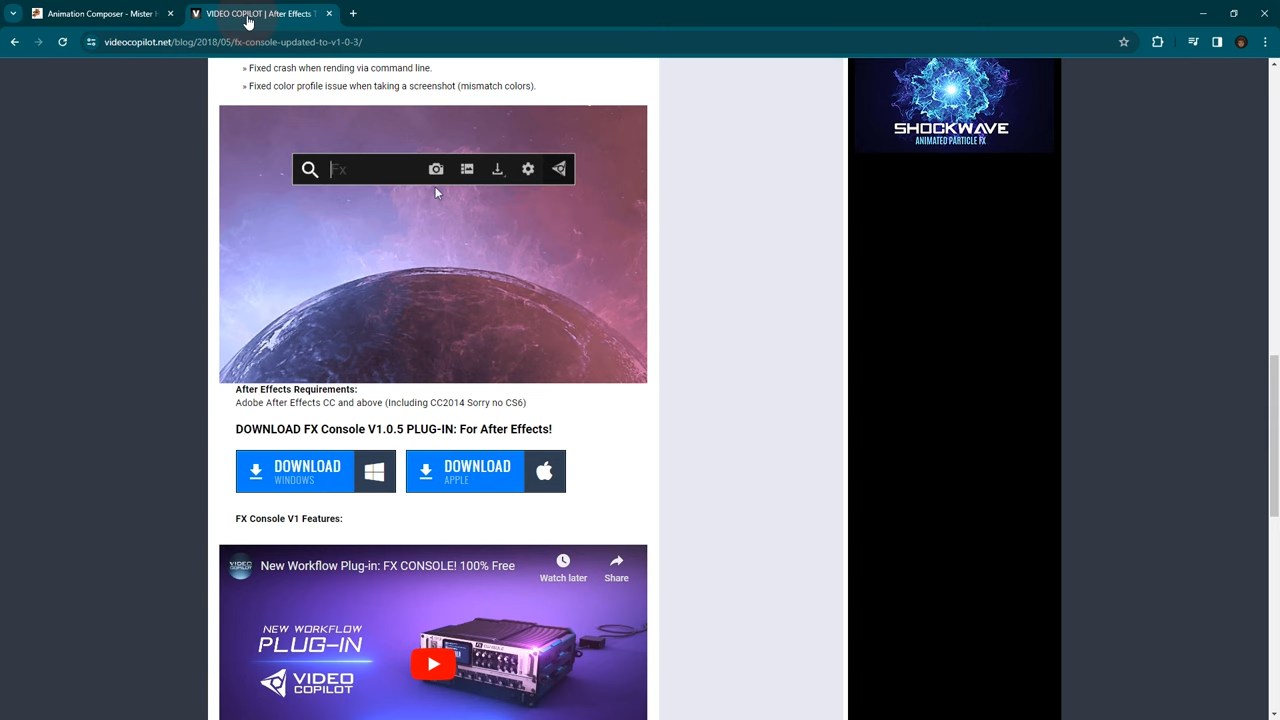 Animation Composer - Mister H
VIDEO COPILOT | After Effects T
videocopilot.net/blog/2018/05/fx-console-updated-to-v1-0-3/
» Fixed crash when rending via command line.
» Fixed color profile issue when taking a screenshot (mismatch colors).
SHOCKWAVE
ANIMATED PARTICLE FX
Fx
After Effects Requirements:
Adobe After Effects CC and above (Including CC2014 Sorry no CS6)
DOWNLOAD FX Console V1.0.5 PLUG-IN: For After Effects!
DOWNLOAD
WINDOWS
DOWNLOAD
APPLE
FX Console V1 Features:
VIDEO
COPILOT
New Workflow Plug-in: FX CONSOLE! 100% Free
Watch later
Share
NEW WORKFLOW
PLUG-IN
VIDEO
COPILOT